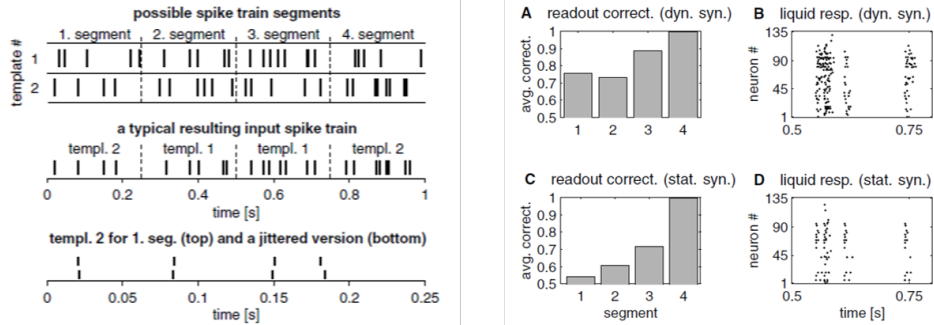 possible spike train segments
1. segment 2. segment 3. segment 4. segment
template #
1
2
a typical resulting input spike train
templ. 2 templ. 1 templ. 1 templ. 2
0 0.2 0.4 0.6 0.8 1
time [s]
templ. 2 for 1. seg. (top) and a jittered version (bottom)
0 0.05 0.1 0.15 0.2 0.25
time [s]
A readout correct. (dyn. syn.)
avg. correct.
1
0.9
0.8
0.7
0.6
0.5
1 2 3 4
segment
B liquid resp. (dyn. syn.)
neuron #
135
90
45
1
0.5 0.75
C readout correct. (stat. syn.)
avg. correct.
1
0.9
0.8
0.7
0.6
0.5
1 2 3 4
segment
D liquid resp. (stat. syn.)
neuron #
135
90
45
1
0.5 0.75
time [s]